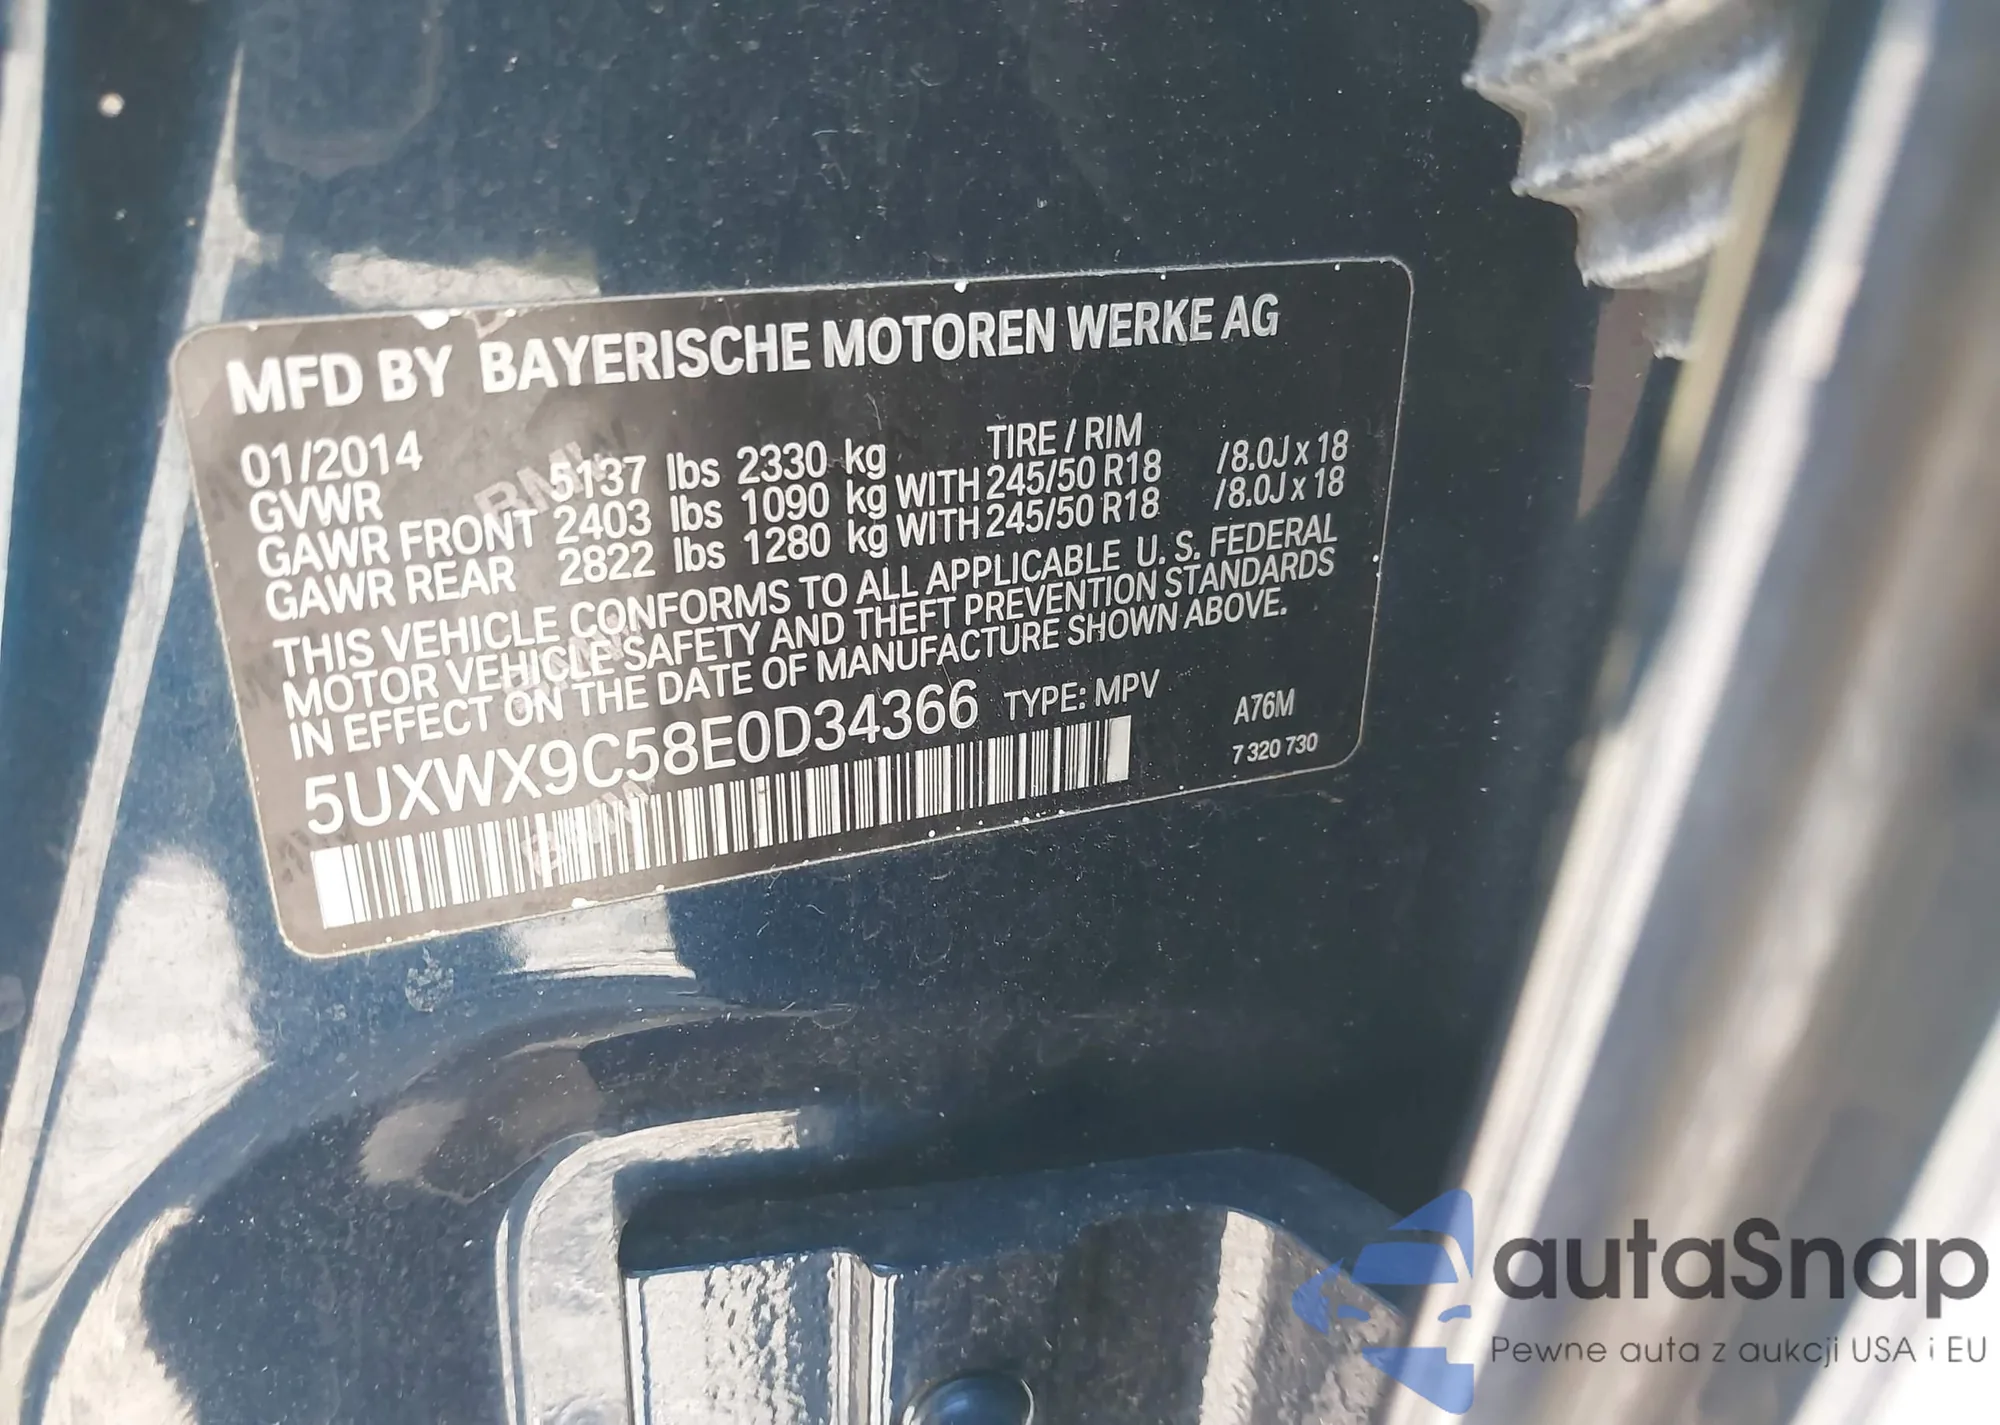 MFD BY BAYERISCHE MOTOREN WERKE AG
01/2014 TIRE / RIM
GVWR 5137 lbs 2330 kg
GAWR FRONT 2403 lbs 1090 kg WITH 245/50 R18 /8.0J x 18
GAWR REAR 2822 lbs 1280 kg WITH 245/50 R18 /8.0J x 18
THIS VEHICLE CONFORMS TO ALL APPLICABLE U. S. FEDERAL
MOTOR VEHICLE SAFETY AND THEFT PREVENTION STANDARDS
IN EFFECT ON THE DATE OF MANUFACTURE SHOWN ABOVE.
5UXWX9C58E0D34366 TYPE: MPV A76M
7 320 730
BMW
BMW
BMW
autaSnap
Pewne auta z aukcji USA i EU